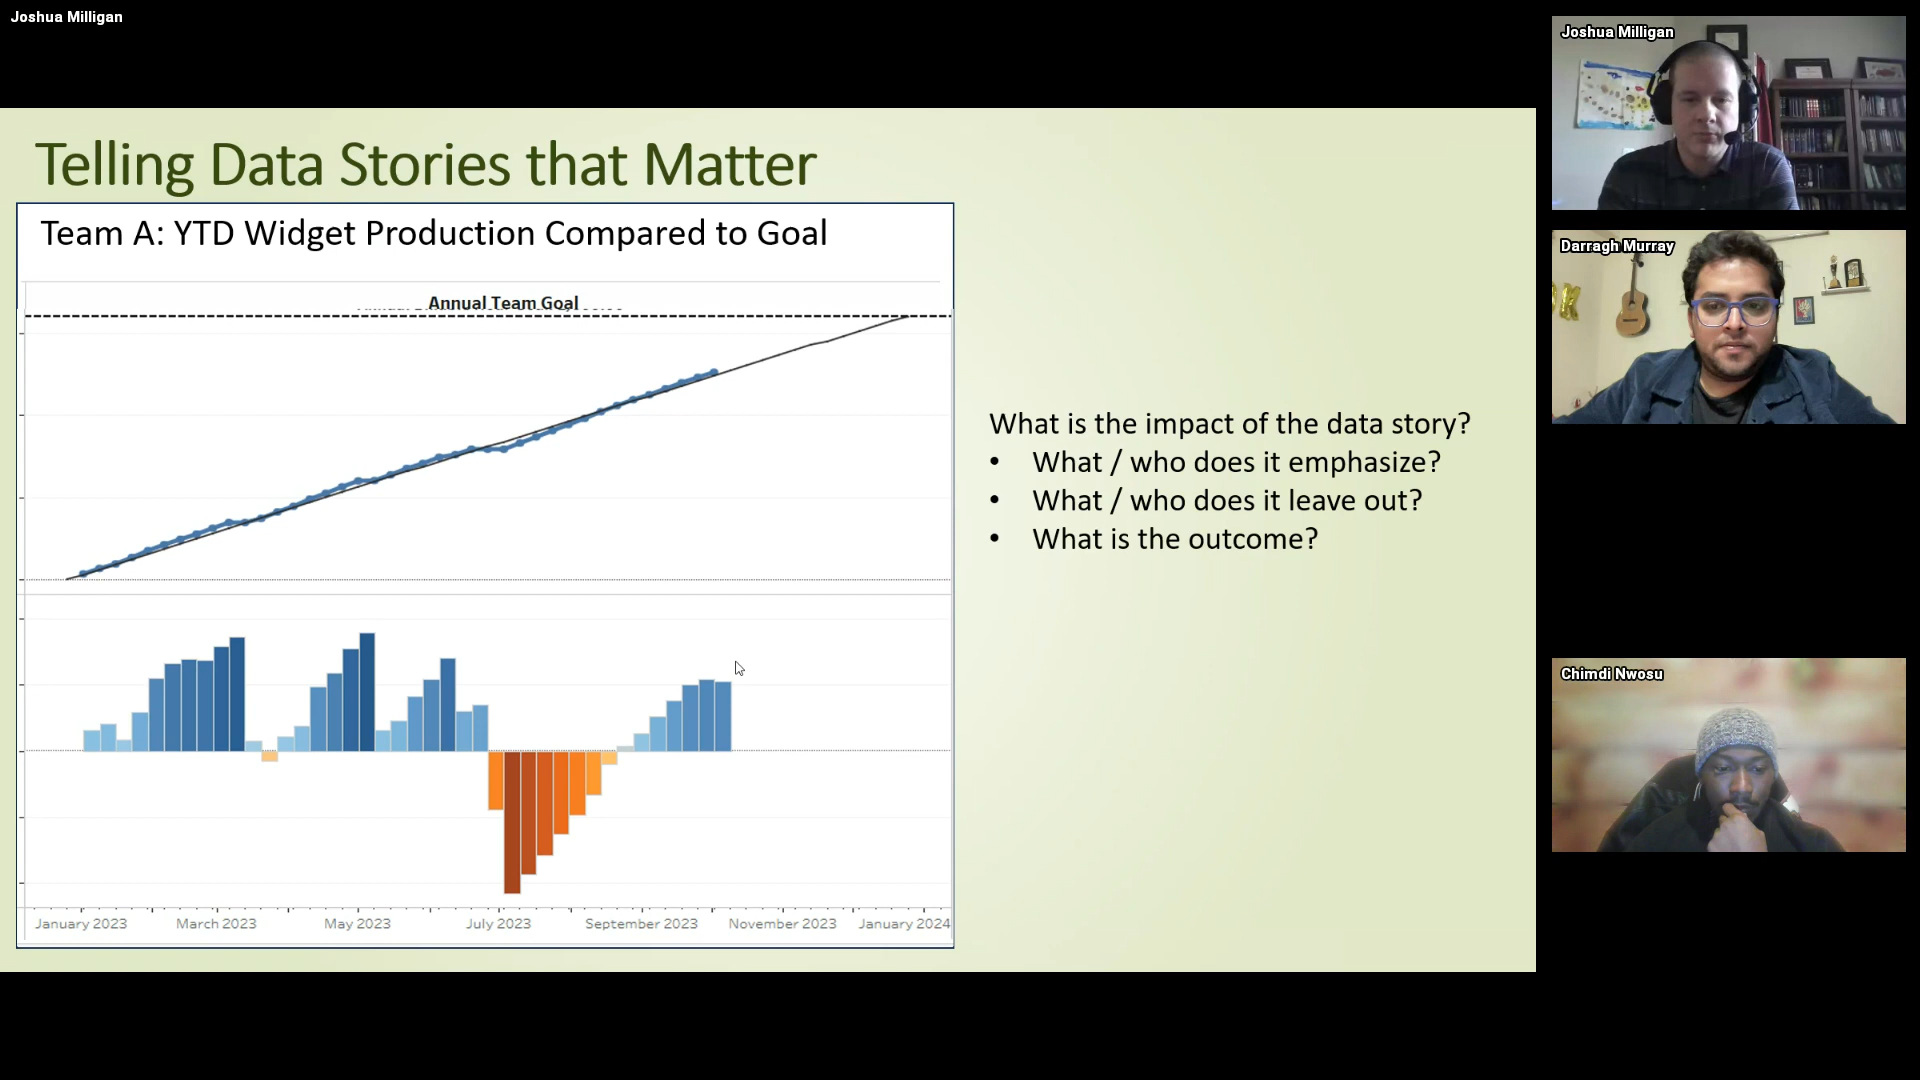 Joshua Milligan
Telling Data Stories that Matter
Team A: YTD Widget Production Compared to Goal
Annual Team Goal
What is the impact of the data story?
• What / who does it emphasize?
• What / who does it leave out?
• What is the outcome?
January 2023 March 2023 May 2023 July 2023 September 2023 November 2023 January 2024
Joshua Milligan
Darragh Murray
Chimdi Nwosu